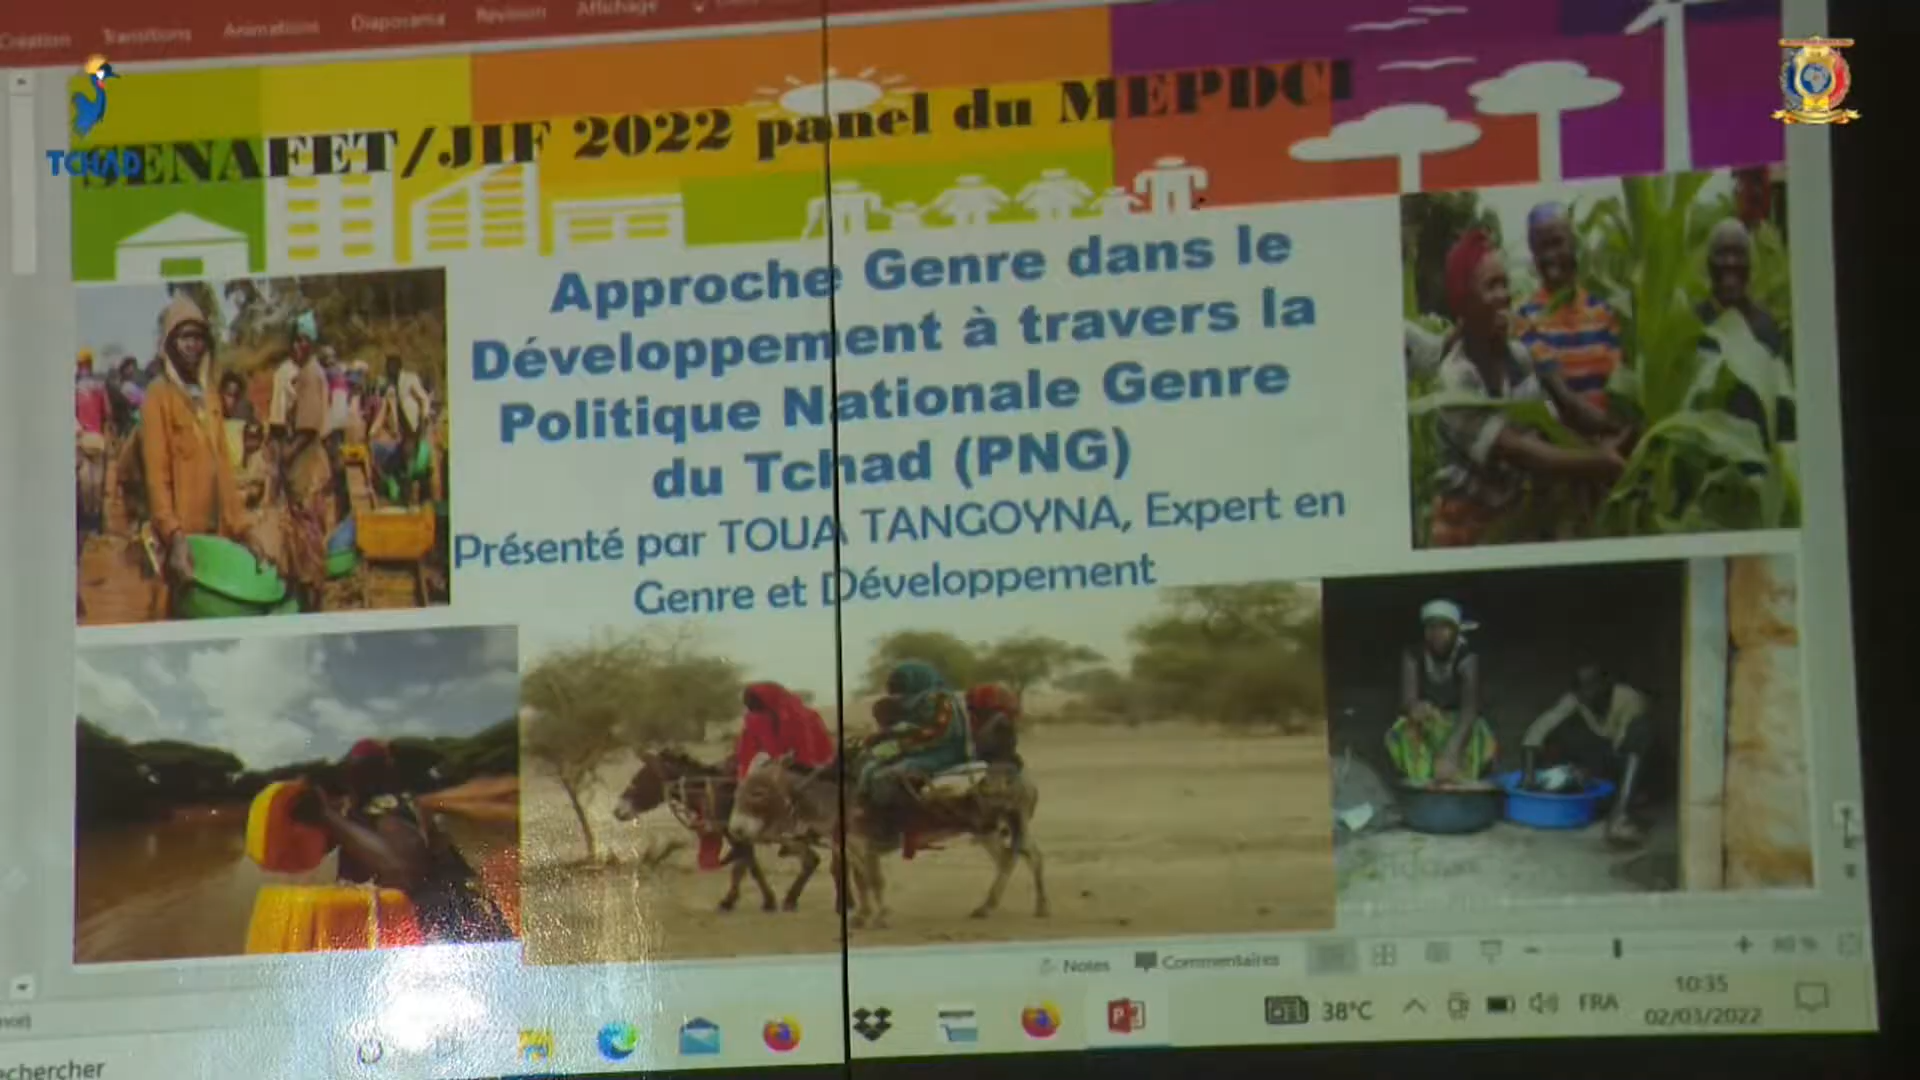 Création Transitions Animations Diaporama Révision Affichage
TCHAD
SENAFET/JIF 2022 panel du MEPDCI
Approche Genre dans le
Développement à travers la
Politique Nationale Genre
du Tchad (PNG)
Présenté par TOUA TANGOYNA, Expert en
Genre et Développement
Notes Commentaires
38°C FRA
10:35
02/03/2022
echercher